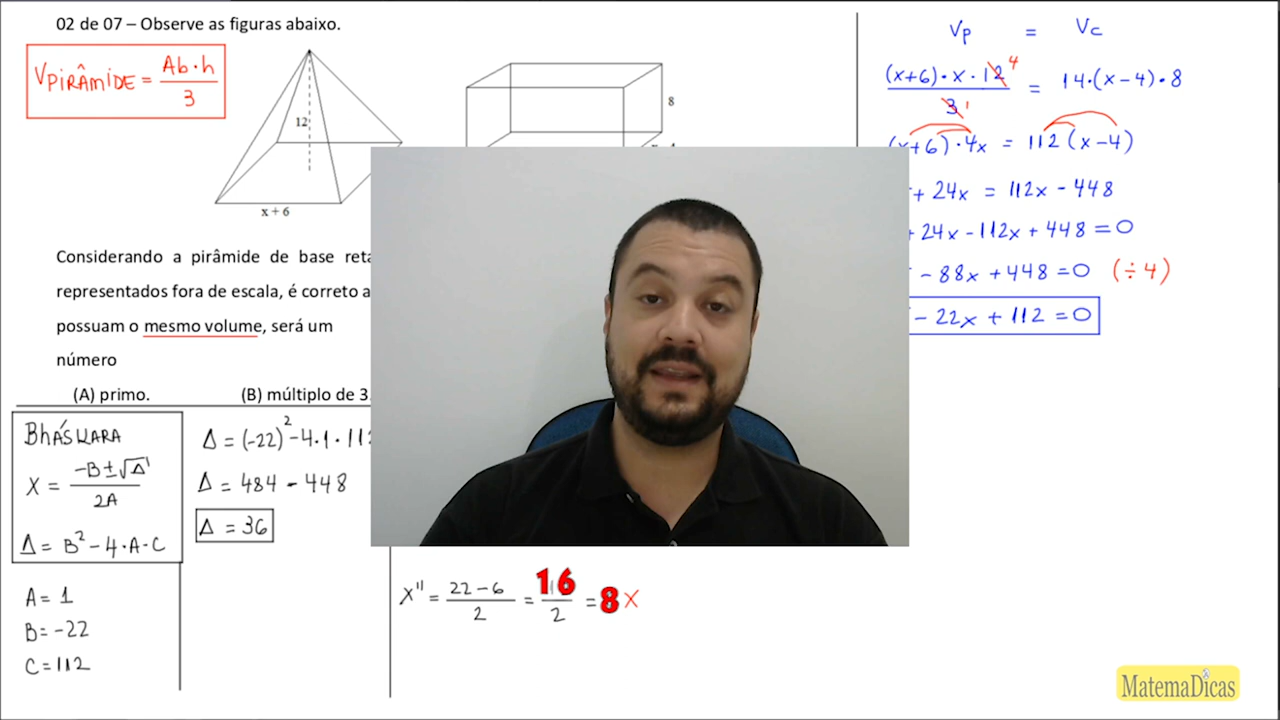 02 de 07 – Observe as figuras abaixo.
VPIRÂMIDE = Ab·h / 3
12
x + 6
8
Considerando a pirâmide de base
representados fora de escala, é correto
possuam o mesmo volume, será um
número
(A) primo.
(B) múltiplo de 3
BHÁSKARA
X = -B±√Δ / 2A
Δ = B² - 4·A·C
A = 1
B = -22
C = 112
Δ = (-22)² - 4·1·11
Δ = 484 - 448
Δ = 36
X'' = 22-6 / 2 = 16 / 2 = 8 x
Vp = Vc
(x+6)·x·12 4 / 3 1 = 14·(x-4)·8
(x+6)·4x = 112(x-4)
+ 24x = 112x - 448
+ 24x - 112x + 448 = 0
- 88x + 448 = 0 (÷4)
- 22x + 112 = 0
MatemaDicas